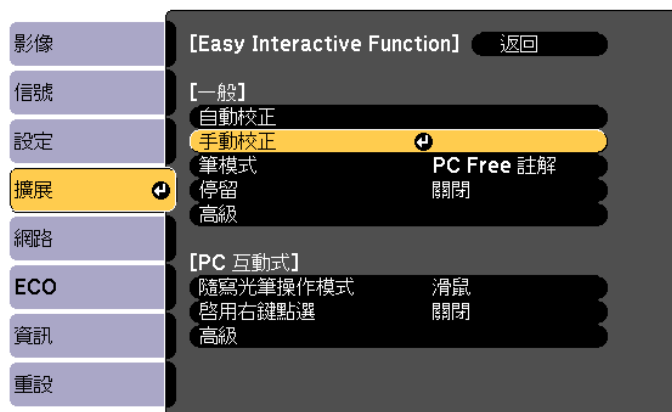 影像
信號
設定
擴展
網路
ECO
資訊
重設
[Easy Interactive Function] 返回
[一般]
自動校正
手動校正
筆模式 PC Free 註解
停留 關閉
高級
[PC 互動式]
隨寫光筆操作模式 滑鼠
啓用右鍵點選 關閉
高級